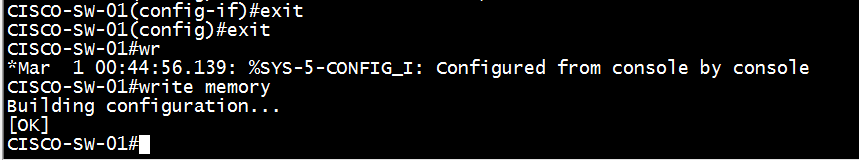 CISCO-SW-01(config-if)#exit
CISCO-SW-01(config)#exit
CISCO-SW-01#wr
*Mar  1 00:44:56.139: %SYS-5-CONFIG_I: Configured from console by console
CISCO-SW-01#write memory
Building configuration...
[OK]
CISCO-SW-01#